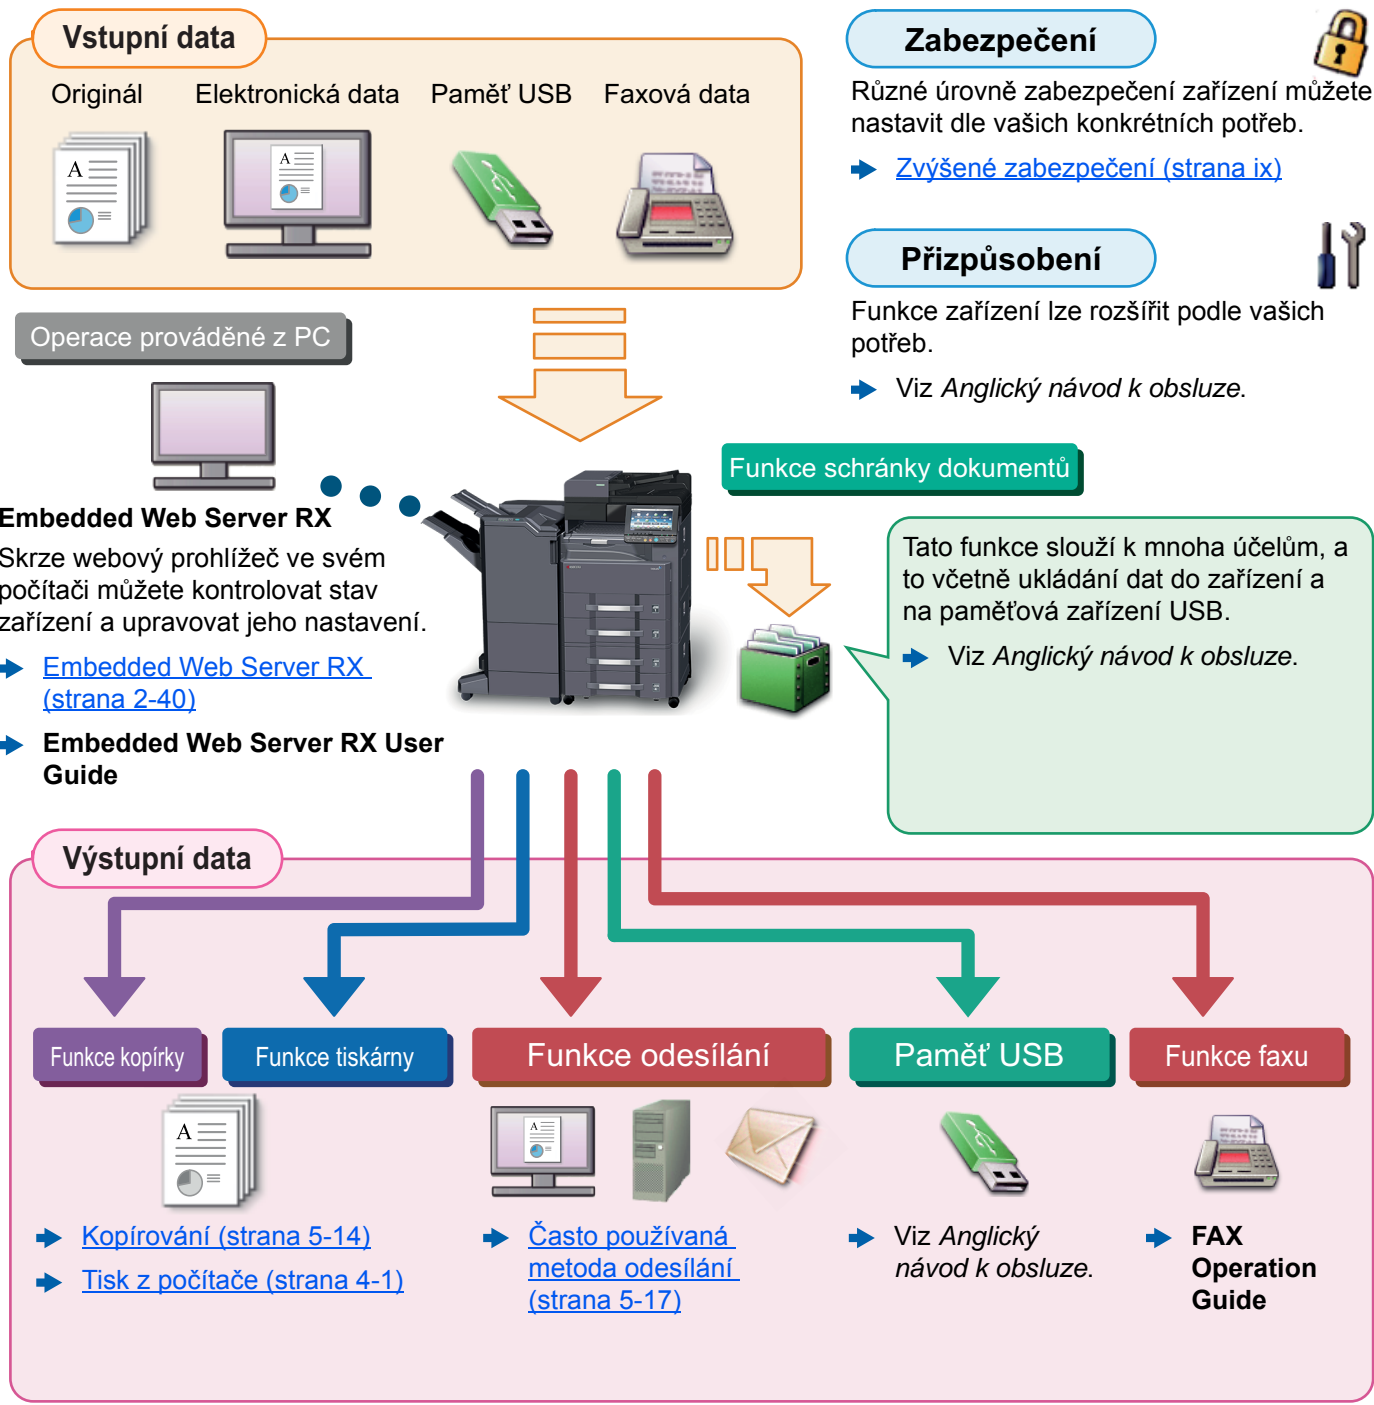 Vstupní data
Originál
Elektronická data
Paměť USB
Faxová data
Zabezpečení
Různé úrovně zabezpečení zařízení můžete
nastavit dle vašich konkrétních potřeb.
Zvýšené zabezpečení (strana ix)
Přizpůsobení
Funkce zařízení lze rozšířit podle vašich
potřeb.
Viz Anglický návod k obsluze.
Operace prováděné z PC
Embedded Web Server RX
Skrze webový prohlížeč ve svém
počítači můžete kontrolovat stav
zařízení a upravovat jeho nastavení.
Embedded Web Server RX
(strana 2-40)
Embedded Web Server RX User
Guide
Funkce schránky dokumentů
Tato funkce slouží k mnoha účelům, a
to včetně ukládání dat do zařízení a
na paměťová zařízení USB.
Viz Anglický návod k obsluze.
Výstupní data
Funkce kopírky
Funkce tiskárny
Funkce odesílání
Paměť USB
Funkce faxu
Kopírování (strana 5-14)
Tisk z počítače (strana 4-1)
Často používaná
metoda odesílání
(strana 5-17)
Viz Anglický
návod k obsluze.
FAX
Operation
Guide